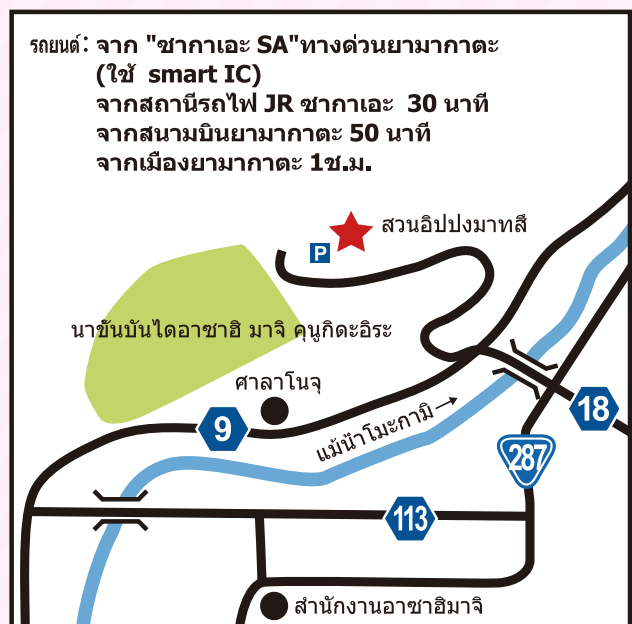 รถยนต์: จาก "ซากาเอะ SA"ทางด่วนยามากาตะ
(ใช้ smart IC)
จากสถานีรถไฟ JR ซากาเอะ 30 นาที
จากสนามบินยามากาตะ 50 นาที
จากเมืองยามากาตะ 1ช.ม.
สวนอิปปงมาทสึ
P
นาขั้นบันไดอาซาฮิ มาจิ คุนูกิดะอิระ
ศาลาโนจุ
9
แม่น้ำโมะกามิ→
18
287
113
สำนักงานอาซาฮิมาจิ